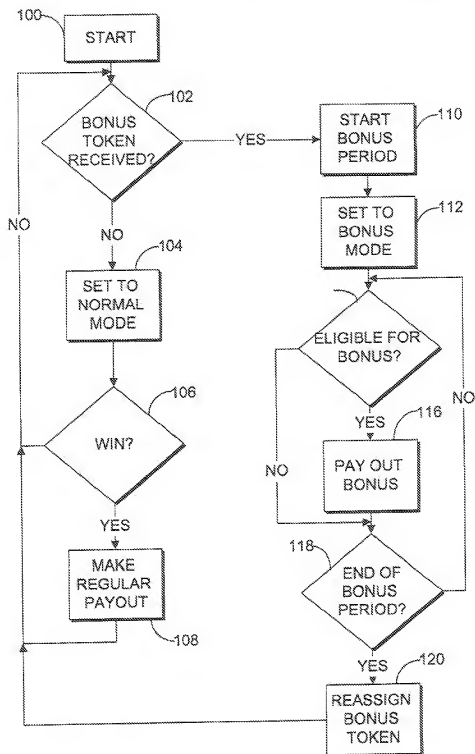 100
START
102
BONUS
TOKEN
RECEIVED?
YES
START
BONUS
PERIOD
110
NO
NO
SET TO
BONUS
MODE
112
104
SET TO
NORMAL
MODE
ELIGIBLE FOR
BONUS?
NO
106
WIN?
YES
116
NO
PAY OUT
BONUS
YES
118
END OF
BONUS
PERIOD?
MAKE
REGULAR
PAYOUT
108
YES
120
REASSIGN
BONUS
TOKEN